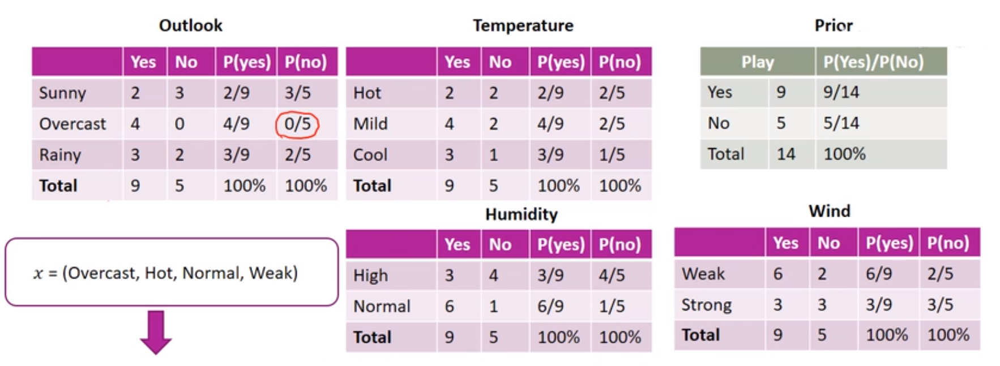 Outlook
Yes No P(yes) P(no)
Sunny 2 3 2/9 3/5
Overcast 4 0 4/9 0/5
Rainy 3 2 3/9 2/5
Total 9 5 100% 100%
Temperature
Yes No P(yes) P(no)
Hot 2 2 2/9 2/5
Mild 4 2 4/9 2/5
Cool 3 1 3/9 1/5
Total 9 5 100% 100%
Prior
Play P(Yes)/P(No)
Yes 9 9/14
No 5 5/14
Total 14 100%
x = (Overcast, Hot, Normal, Weak)
Humidity
Yes No P(yes) P(no)
High 3 4 3/9 4/5
Normal 6 1 6/9 1/5
Total 9 5 100% 100%
Wind
Yes No P(yes) P(no)
Weak 6 2 6/9 2/5
Strong 3 3 3/9 3/5
Total 9 5 100% 100%